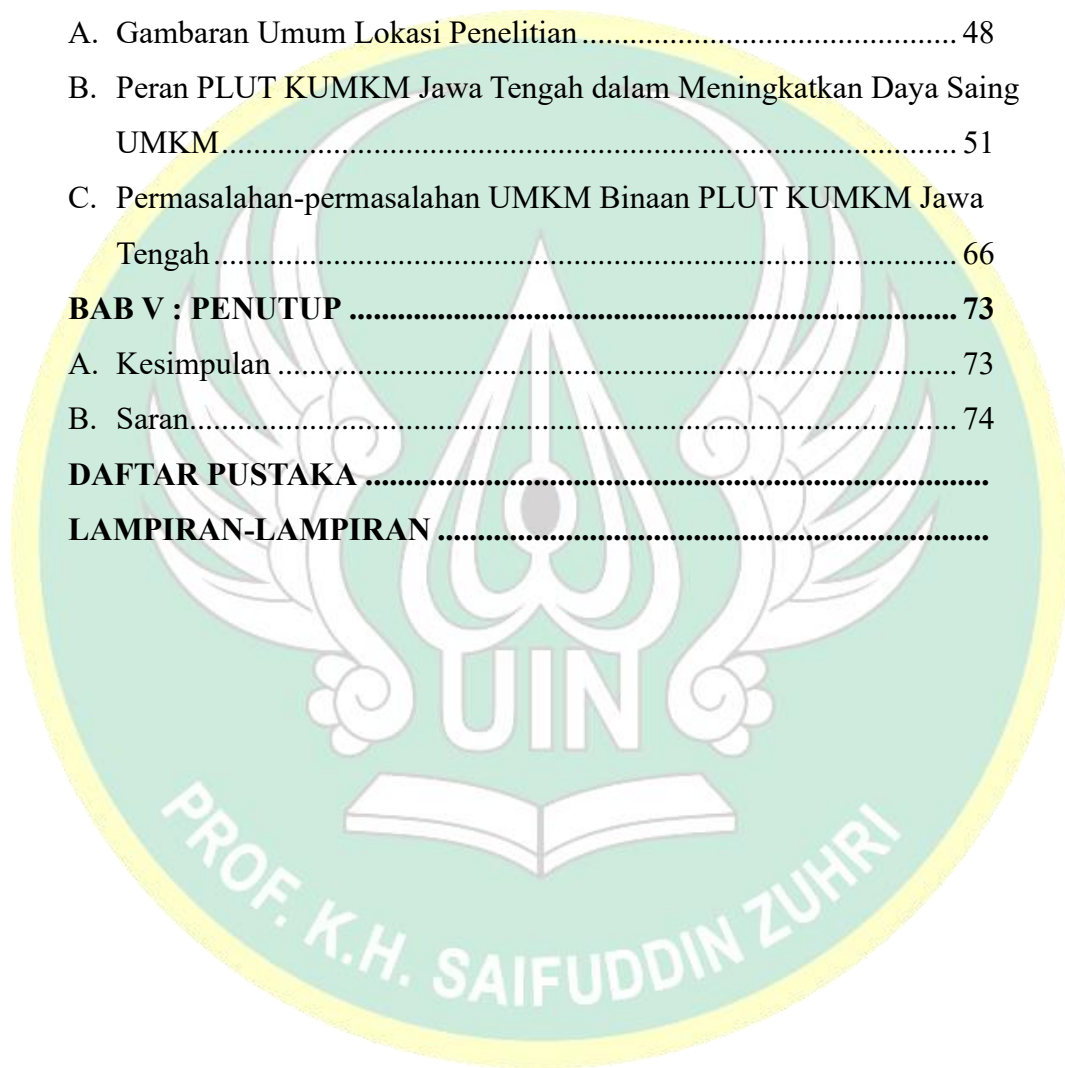 A. Gambaran Umum Lokasi Penelitian ............................................... 48
B. Peran PLUT KUMKM Jawa Tengah dalam Meningkatkan Daya Saing
UMKM ............................................................................................ 51
C. Permasalahan-permasalahan UMKM Binaan PLUT KUMKM Jawa
Tengah ............................................................................................. 66
BAB V : PENUTUP ............................................................................ 73
A. Kesimpulan ..................................................................................... 73
B. Saran ................................................................................................ 74
DAFTAR PUSTAKA ..............................................................................
LAMPIRAN-LAMPIRAN .....................................................................
UIN
PROF. K.H. SAIFUDDIN ZUHRI